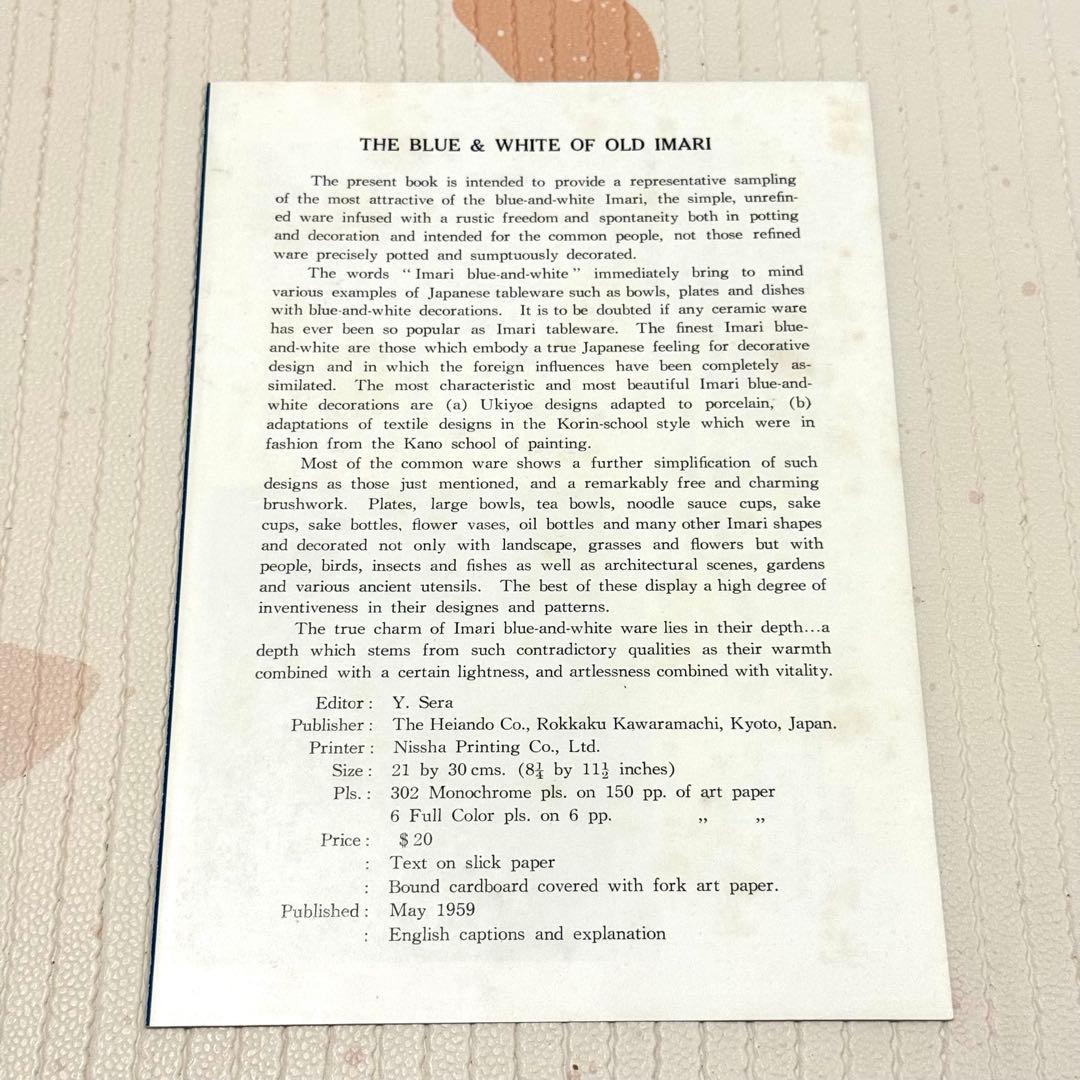 THE BLUE & WHITE OF OLD IMARI
The present book is intended to provide a representative sampling
of the most attractive of the blue-and-white Imari, the simple, unrefin-
ed ware infused with a rustic freedom and spontaneity both in potting
and decoration and intended for the common people, not those refined
ware precisely potted and sumptuously decorated.
The words "Imari blue-and-white" immediately bring to mind
various examples of Japanese tableware such as bowls, plates and dishes
with blue-and-white decorations. It is to be doubted if any ceramic ware
has ever been so popular as Imari tableware. The finest Imari blue-
and-white are those which embody a true Japanese feeling for decorative
design and in which the foreign influences have been completely as-
similated. The most characteristic and most beautiful Imari blue-and-
white decorations are (a) Ukiyoe designs adapted to porcelain, (b)
adaptations of textile designs in the Korin-school style which were in
fashion from the Kano school of painting.
Most of the common ware shows a further simplification of such
designs as those just mentioned, and a remarkably free and charming
brushwork. Plates, large bowls, tea bowls, noodle sauce cups, sake
cups, sake bottles, flower vases, oil bottles and many other Imari shapes
and decorated not only with landscape, grasses and flowers but with
people, birds, insects and fishes as well as architectural scenes, gardens
and various ancient utensils. The best of these display a high degree of
inventiveness in their designes and patterns.
The true charm of Imari blue-and-white ware lies in their depth...a
depth which stems from such contradictory qualities as their warmth
combined with a certain lightness, and artlessness combined with vitality.
Editor : Y. Sera
Publisher : The Heiando Co., Rokkaku Kawaramachi, Kyoto, Japan.
Printer : Nissha Printing Co., Ltd.
Size : 21 by 30 cms. (8¼ by 11½ inches)
Pls. : 302 Monochrome pls. on 150 pp. of art paper
6 Full Color pls. on 6 pp. „ „
Price : $ 20
: Text on slick paper
: Bound cardboard covered with fork art paper.
Published : May 1959
: English captions and explanation